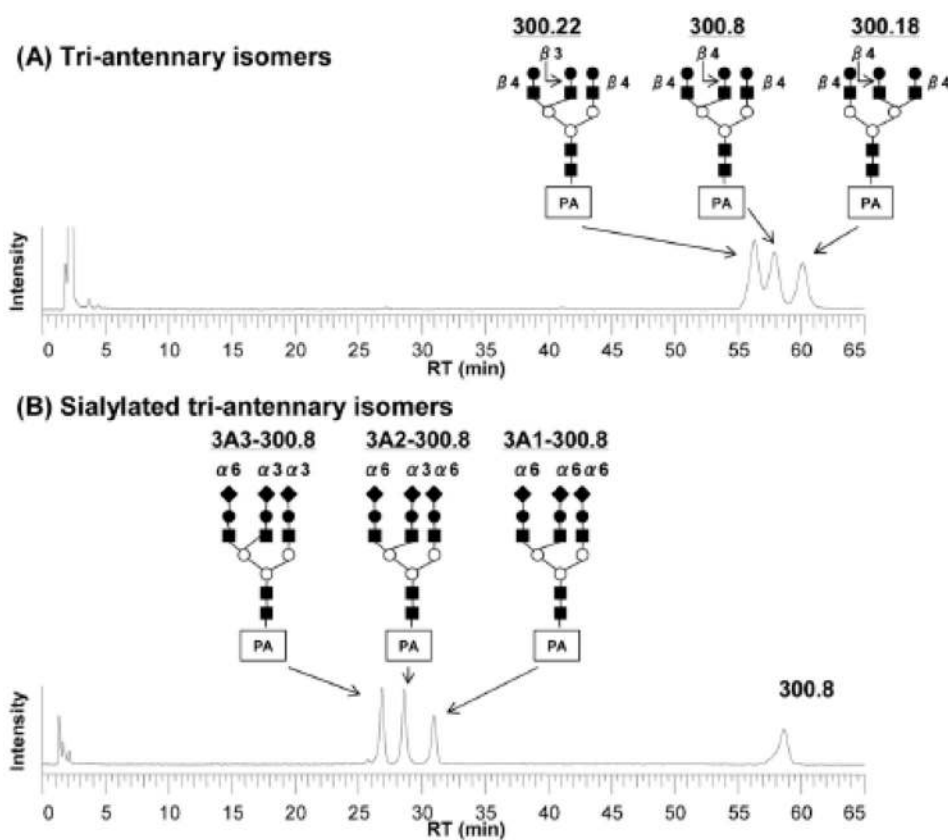 (A) Tri-antennary isomers
300.22 300.8 300.18
β3 β4 β4
β4 β4 β4 β4 β4 β4
PA PA PA
Intensity
0 5 10 15 20 25 30 35 40 45 50 55 60 65
RT (min)
(B) Sialylated tri-antennary isomers
3A3-300.8 3A2-300.8 3A1-300.8
α6 α3 α3 α6 α3 α6 α6 α6 α6
PA PA PA
300.8
Intensity
0 5 10 15 20 25 30 35 40 45 50 55 60 65
RT (min)